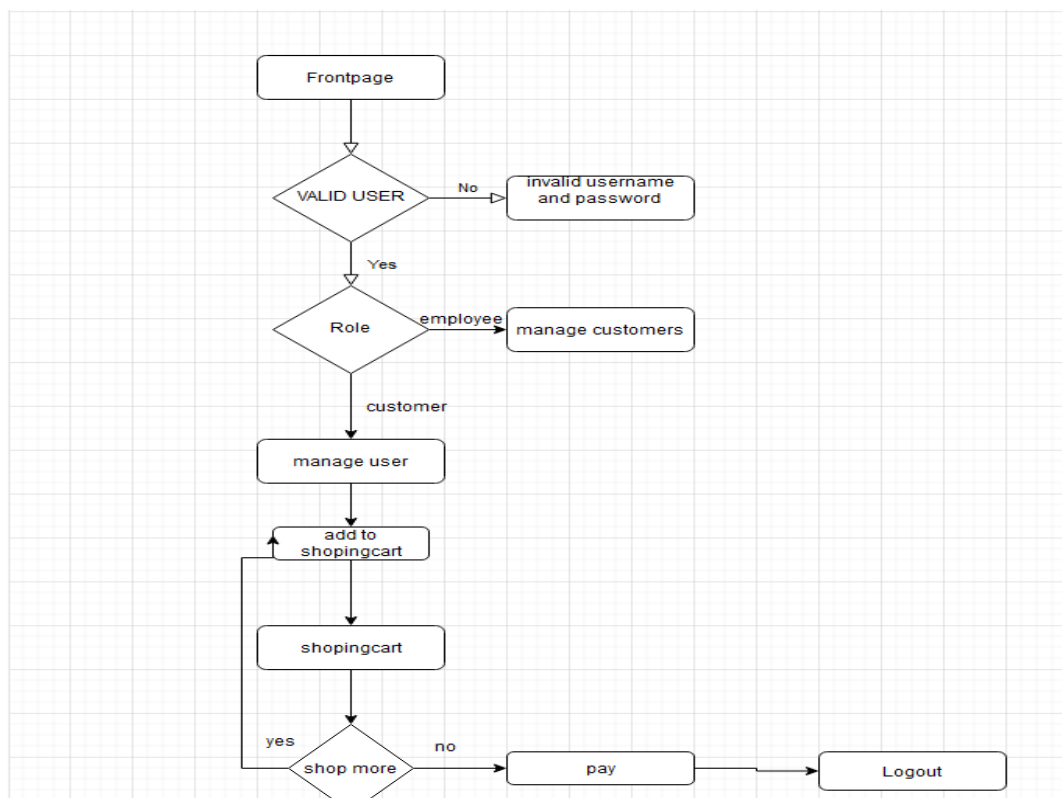 Frontpage
VALID USER
No
invalid username
and password
Yes
Role
employee
manage customers
customer
manage user
add to
shopingcart
shopingcart
yes
shop more
no
pay
Logout